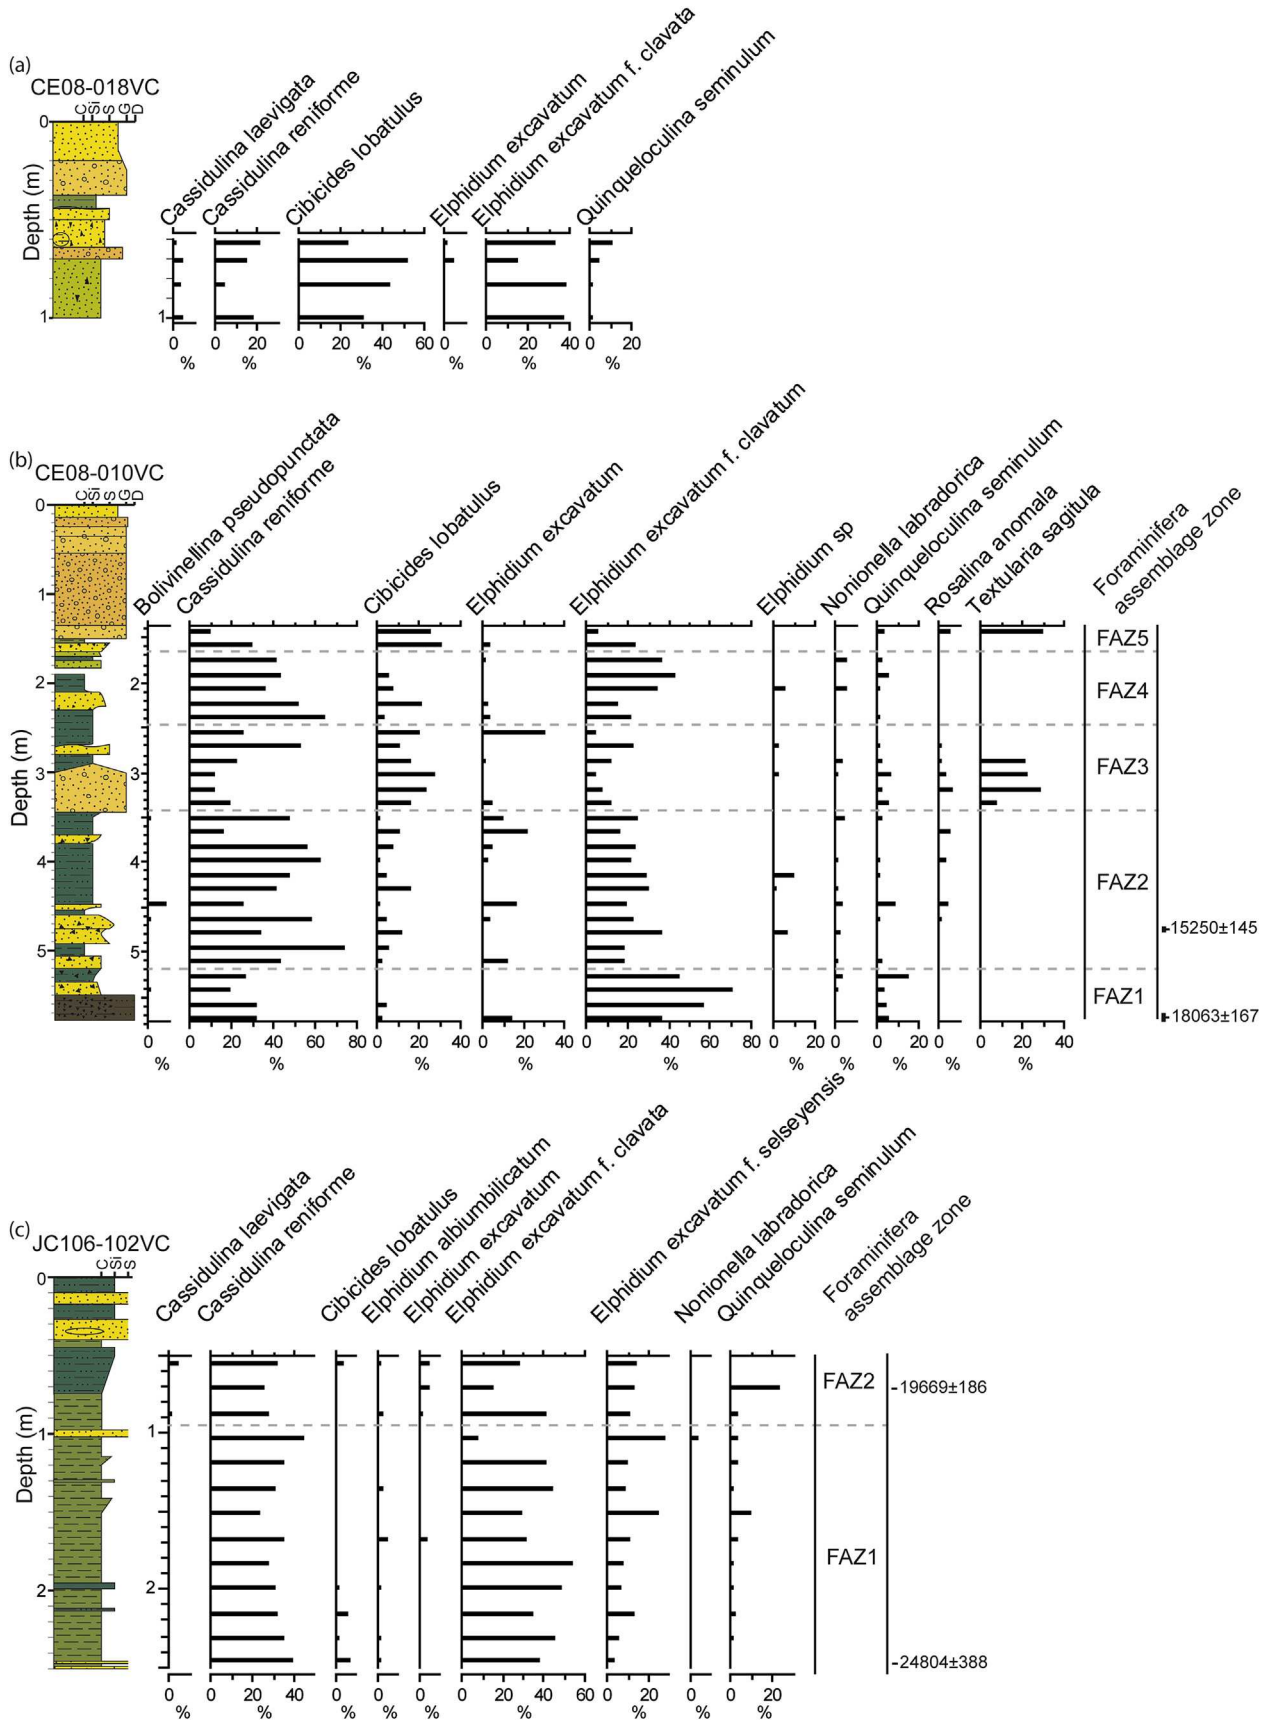 (a)
CE08-018VC
C Si S G D
Cassidulina laevigata
Cassidulina reniforme
Cibicides lobatulus
Elphidium excavatum
Elphidium excavatum f. clavata
Quinqueloculina seminulum
Depth (m)
0
1
1
0 0 20 0 20 40 60 0 0 20 40 0 20
% % % % % %
(b)
CE08-010VC
C Si S G D
Bolivinellina pseudopunctata
Cassidulina reniforme
Cibicides lobatulus
Elphidium excavatum
Elphidium excavatum f. clavatum
Elphidium sp
Nonionella labradorica
Quinqueloculina seminulum
Rosalina anomala
Textularia sagitula
Foraminifera
assemblage zone
Depth (m)
0
1
2 2
3 3
4 4
5 5
FAZ5
FAZ4
FAZ3
FAZ2
15250±145
FAZ1
18063±167
0 0 20 40 60 80 0 20 40 0 20 40 0 20 40 60 80 0 20 0 0 20 0 0 20 40
% % % % % % % % % %
(c)
JC106-102VC
C Si S
Cassidulina laevigata
Cassidulina reniforme
Cibicides lobatulus
Elphidium albiumbilicatum
Elphidium excavatum
Elphidium excavatum f. clavata
Elphidium excavatum f. selseyensis
Nonionella labradorica
Quinqueloculina seminulum
Foraminifera
assemblage zone
Depth (m)
0
1 1
2 2
FAZ2
-19669±186
FAZ1
-24804±388
0 0 20 40 0 0 0 0 20 40 60 0 20 0 0 20
% % % % % % % % %